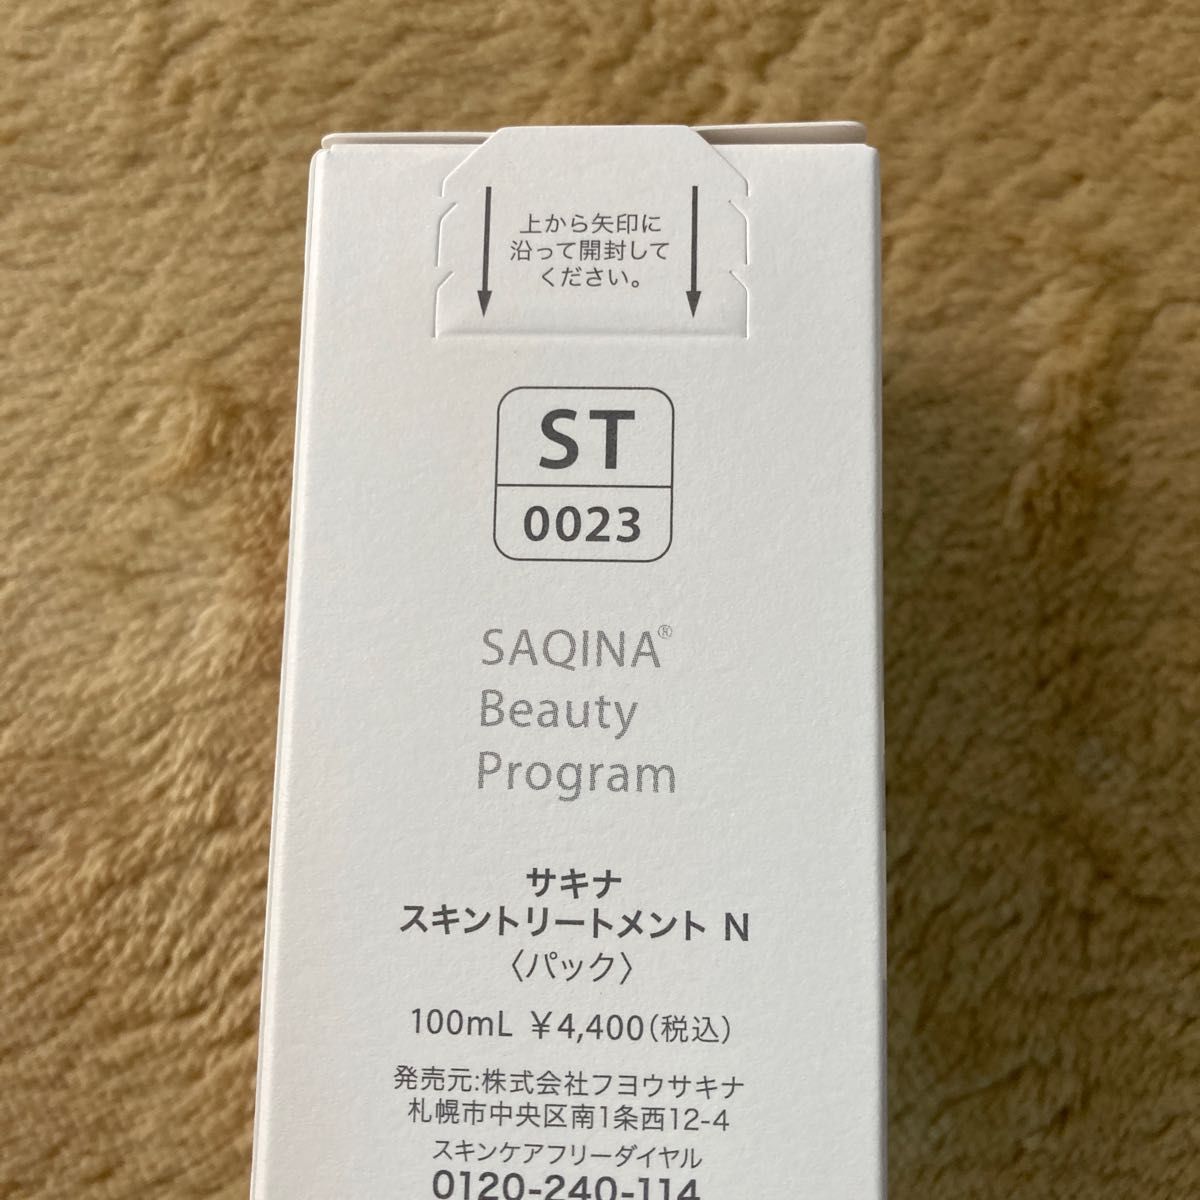 上から矢印に
沿って開封して
ください。
ST
0023
SAQINA®
Beauty
Program
サキナ
スキントリートメント N
〈パック〉
100mL ¥4,400(税込)
発売元:株式会社フヨウサキナ
札幌市中央区南1条西12-4
スキンケアフリーダイヤル
0120-240-114